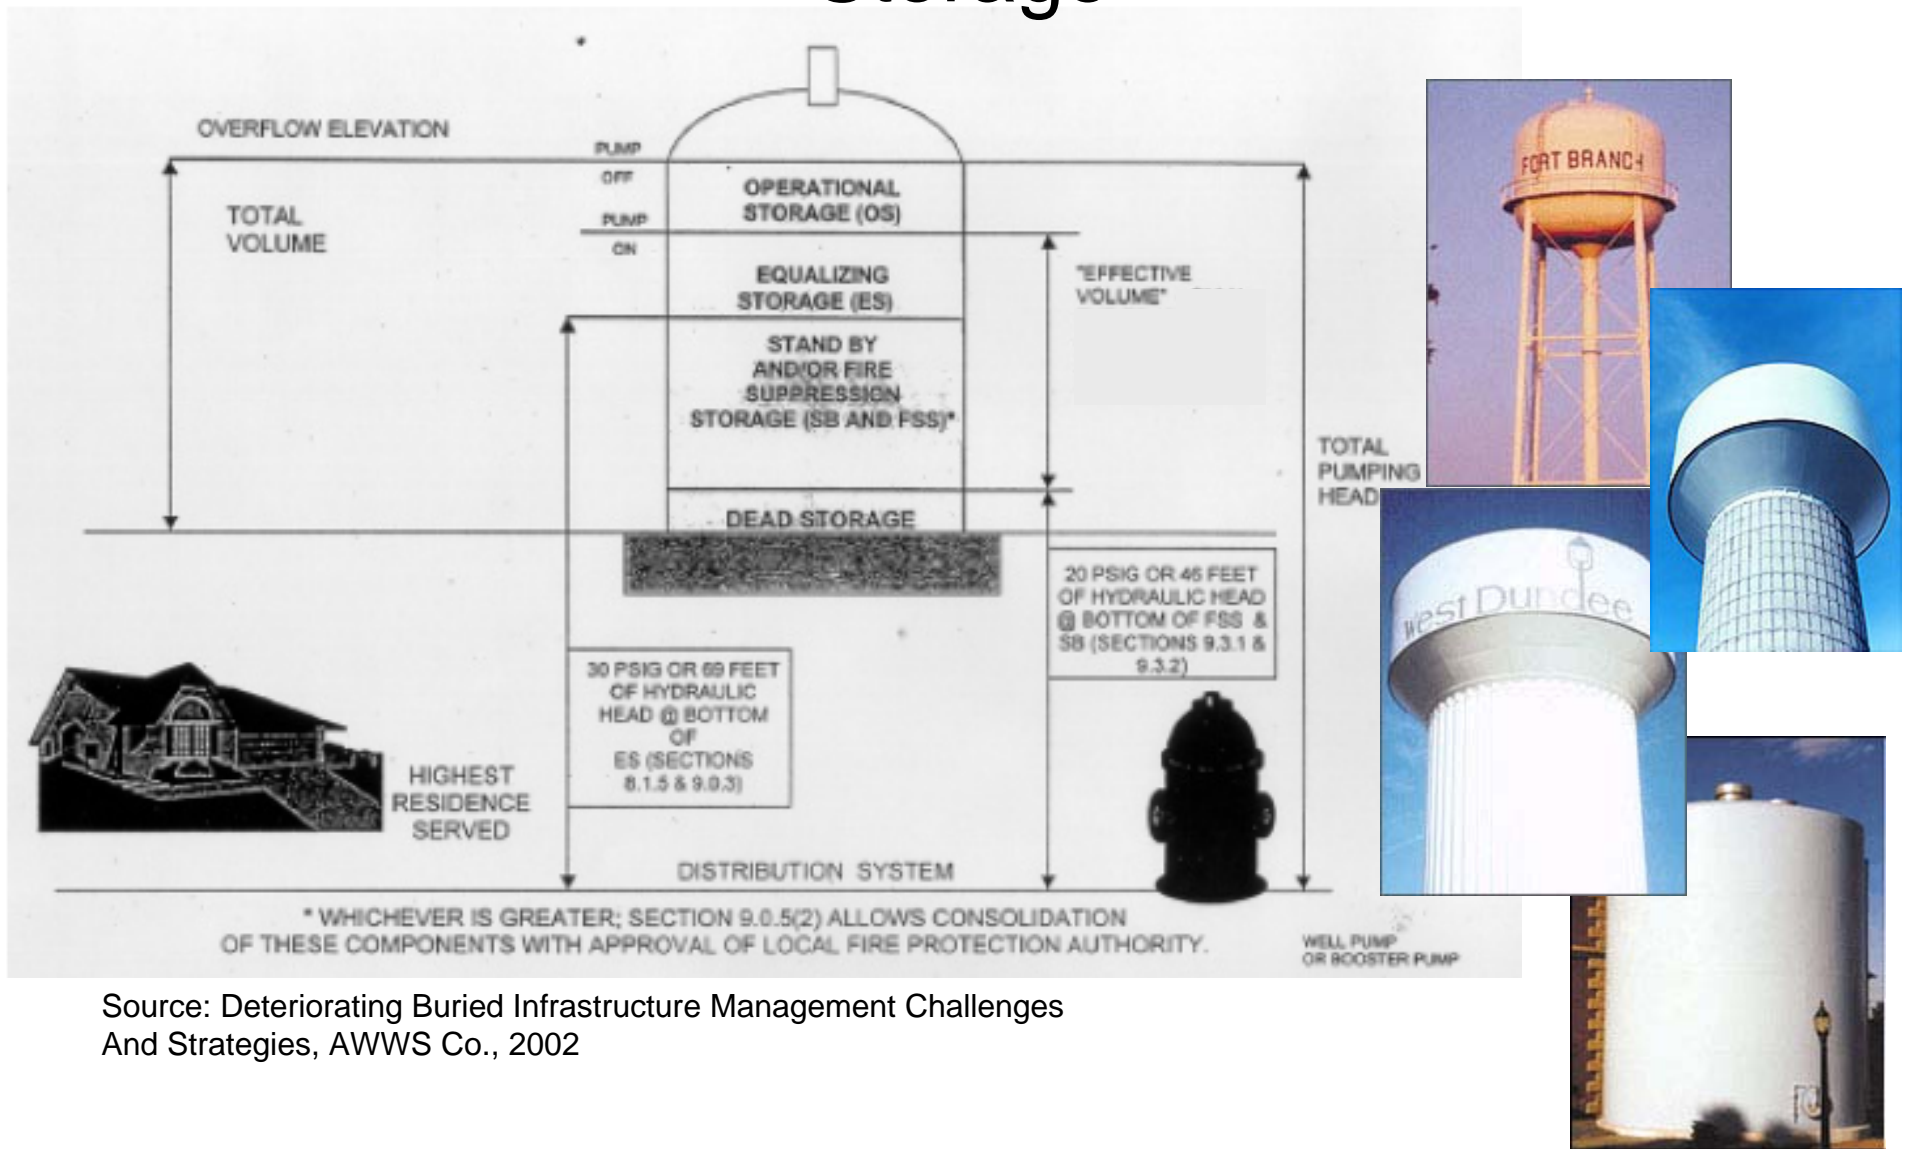 Storage
OVERFLOW ELEVATION
PUMP
OFF
OPERATIONAL
STORAGE (OS)
TOTAL
VOLUME
PUMP
ON
EQUALIZING
STORAGE (ES)
"EFFECTIVE
VOLUME"
STAND BY
AND/OR FIRE
SUPPRESSION
STORAGE (SB AND FSS)*
TOTAL
PUMPING
HEAD
DEAD STORAGE
20 PSIG OR 46 FEET
OF HYDRAULIC HEAD
@ BOTTOM OF FSS &
SB (SECTIONS 9.3.1 &
9.3.2)
30 PSIG OR 69 FEET
OF HYDRAULIC
HEAD @ BOTTOM
OF
ES (SECTIONS
8.1.5 & 9.0.3)
HIGHEST
RESIDENCE
SERVED
DISTRIBUTION SYSTEM
* WHICHEVER IS GREATER; SECTION 9.0.5(2) ALLOWS CONSOLIDATION
OF THESE COMPONENTS WITH APPROVAL OF LOCAL FIRE PROTECTION AUTHORITY.
WELL PUMP
OR BOOSTER PUMP
FORT BRANCH
West Dundee
Source: Deteriorating Buried Infrastructure Management Challenges
And Strategies, AWWS Co., 2002